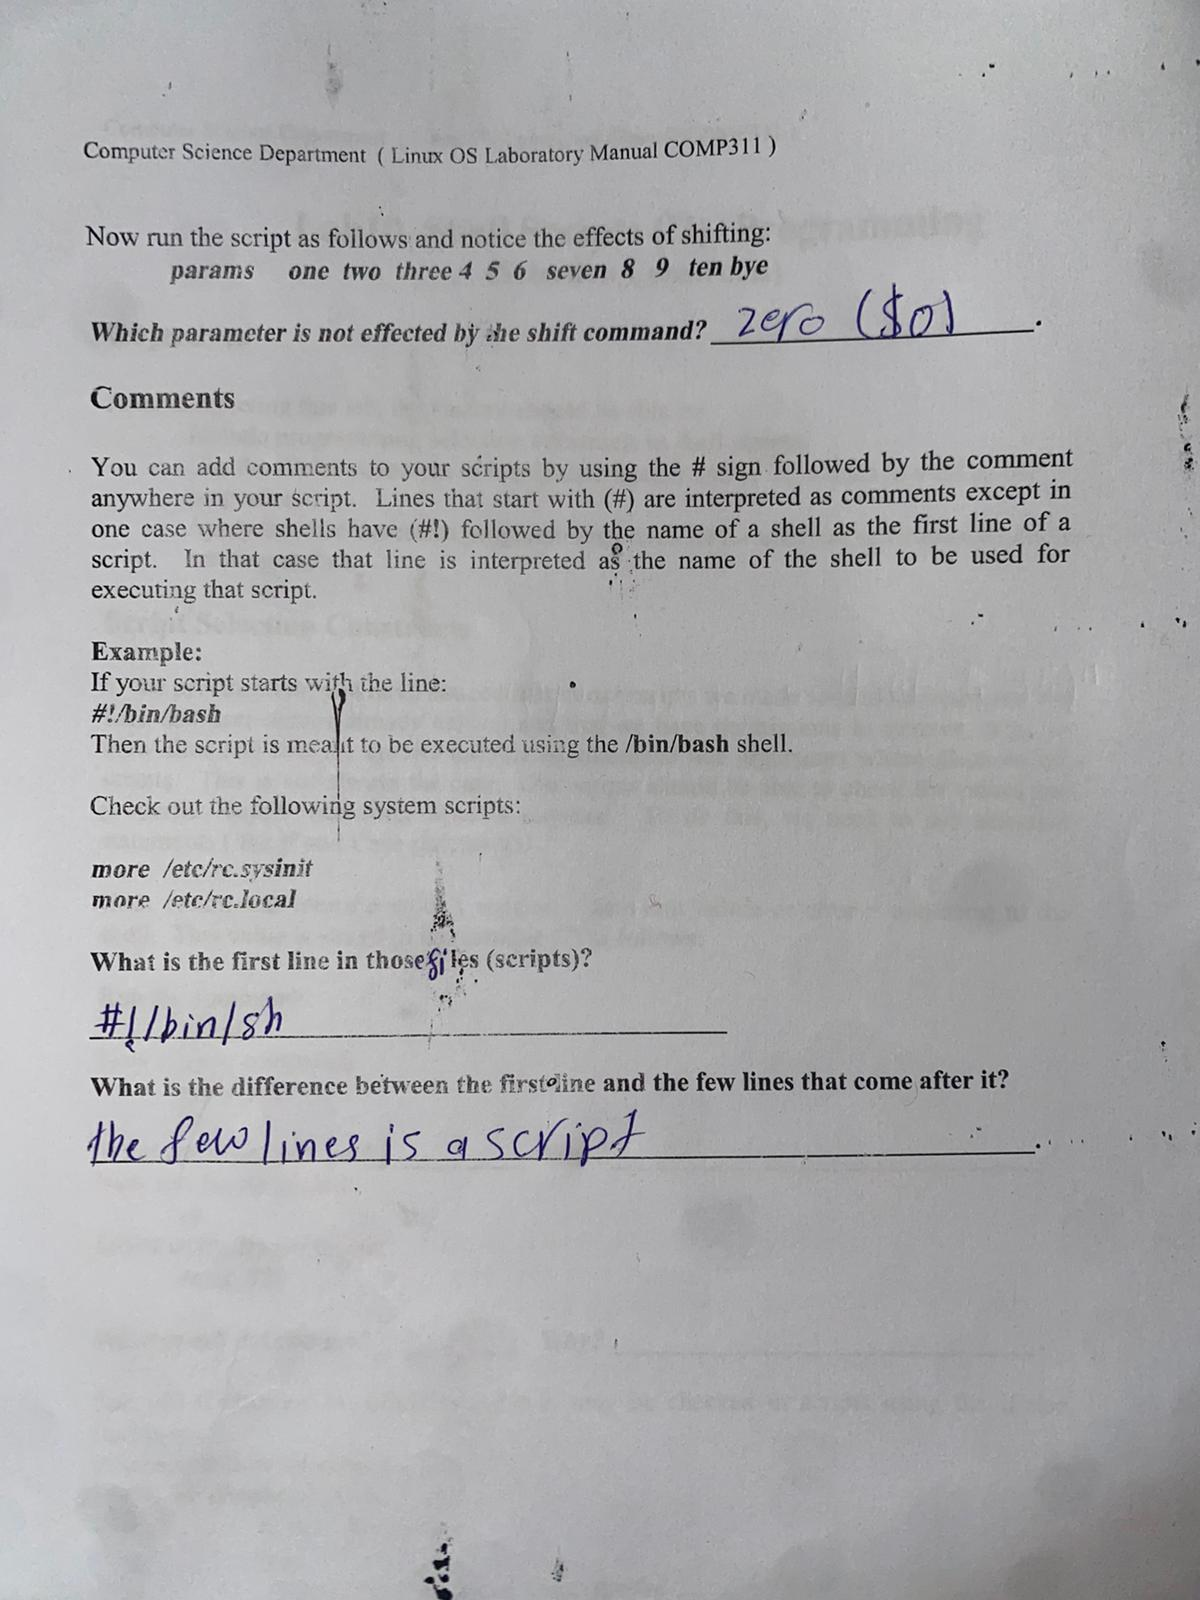 Computer Science Department ( Linux OS Laboratory Manual COMP311 )
Now run the script as follows and notice the effects of shifting:
params one two three 4 5 6 seven 8 9 ten bye
Which parameter is not effected by the shift command? zero ($0) .
Comments
You can add comments to your scripts by using the # sign followed by the comment
anywhere in your script. Lines that start with (#) are interpreted as comments except in
one case where shells have (#!) followed by the name of a shell as the first line of a
script. In that case that line is interpreted as the name of the shell to be used for
executing that script.
Example:
If your script starts with the line:
#!/bin/bash
Then the script is meant to be executed using the /bin/bash shell.
Check out the following system scripts:
more /etc/rc.sysinit
more /etc/rc.local
What is the first line in those files (scripts)?
#!/bin/sh
What is the difference between the first line and the few lines that come after it?
the few lines is a script .